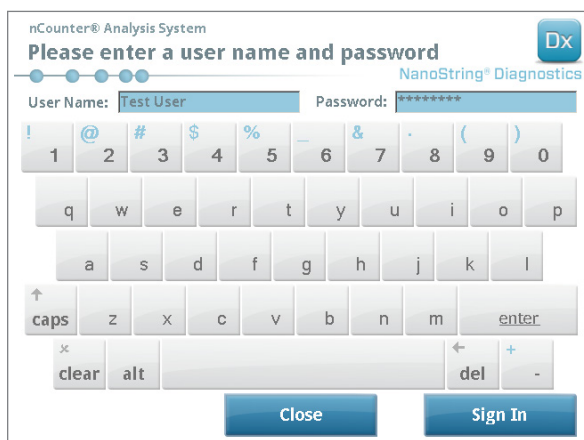 nCounter® Analysis System
Please enter a user name and password
Dx
NanoString® Diagnostics
User Name: Test User Password: ********
! @ # $ % _ & . ( )
1 2 3 4 5 6 7 8 9 0
q w e r t y u i o p
a s d f g h j k l
caps z x c v b n m enter
clear alt del + -
Close Sign In